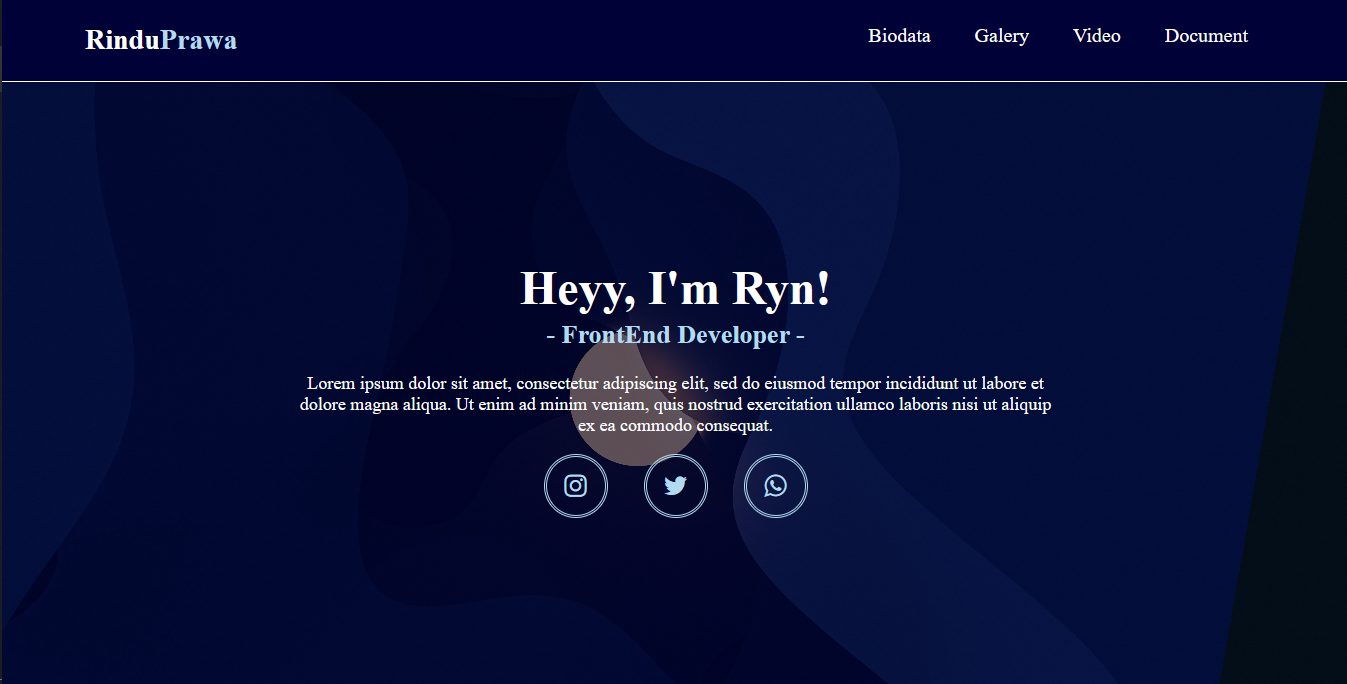 RinduPrawa
Biodata Galery Video Document
Heyy, I'm Ryn!
- FrontEnd Developer -
Lorem ipsum dolor sit amet, consectetur adipiscing elit, sed do eiusmod tempor incididunt ut labore et
dolore magna aliqua. Ut enim ad minim veniam, quis nostrud exercitation ullamco laboris nisi ut aliquip
ex ea commodo consequat.